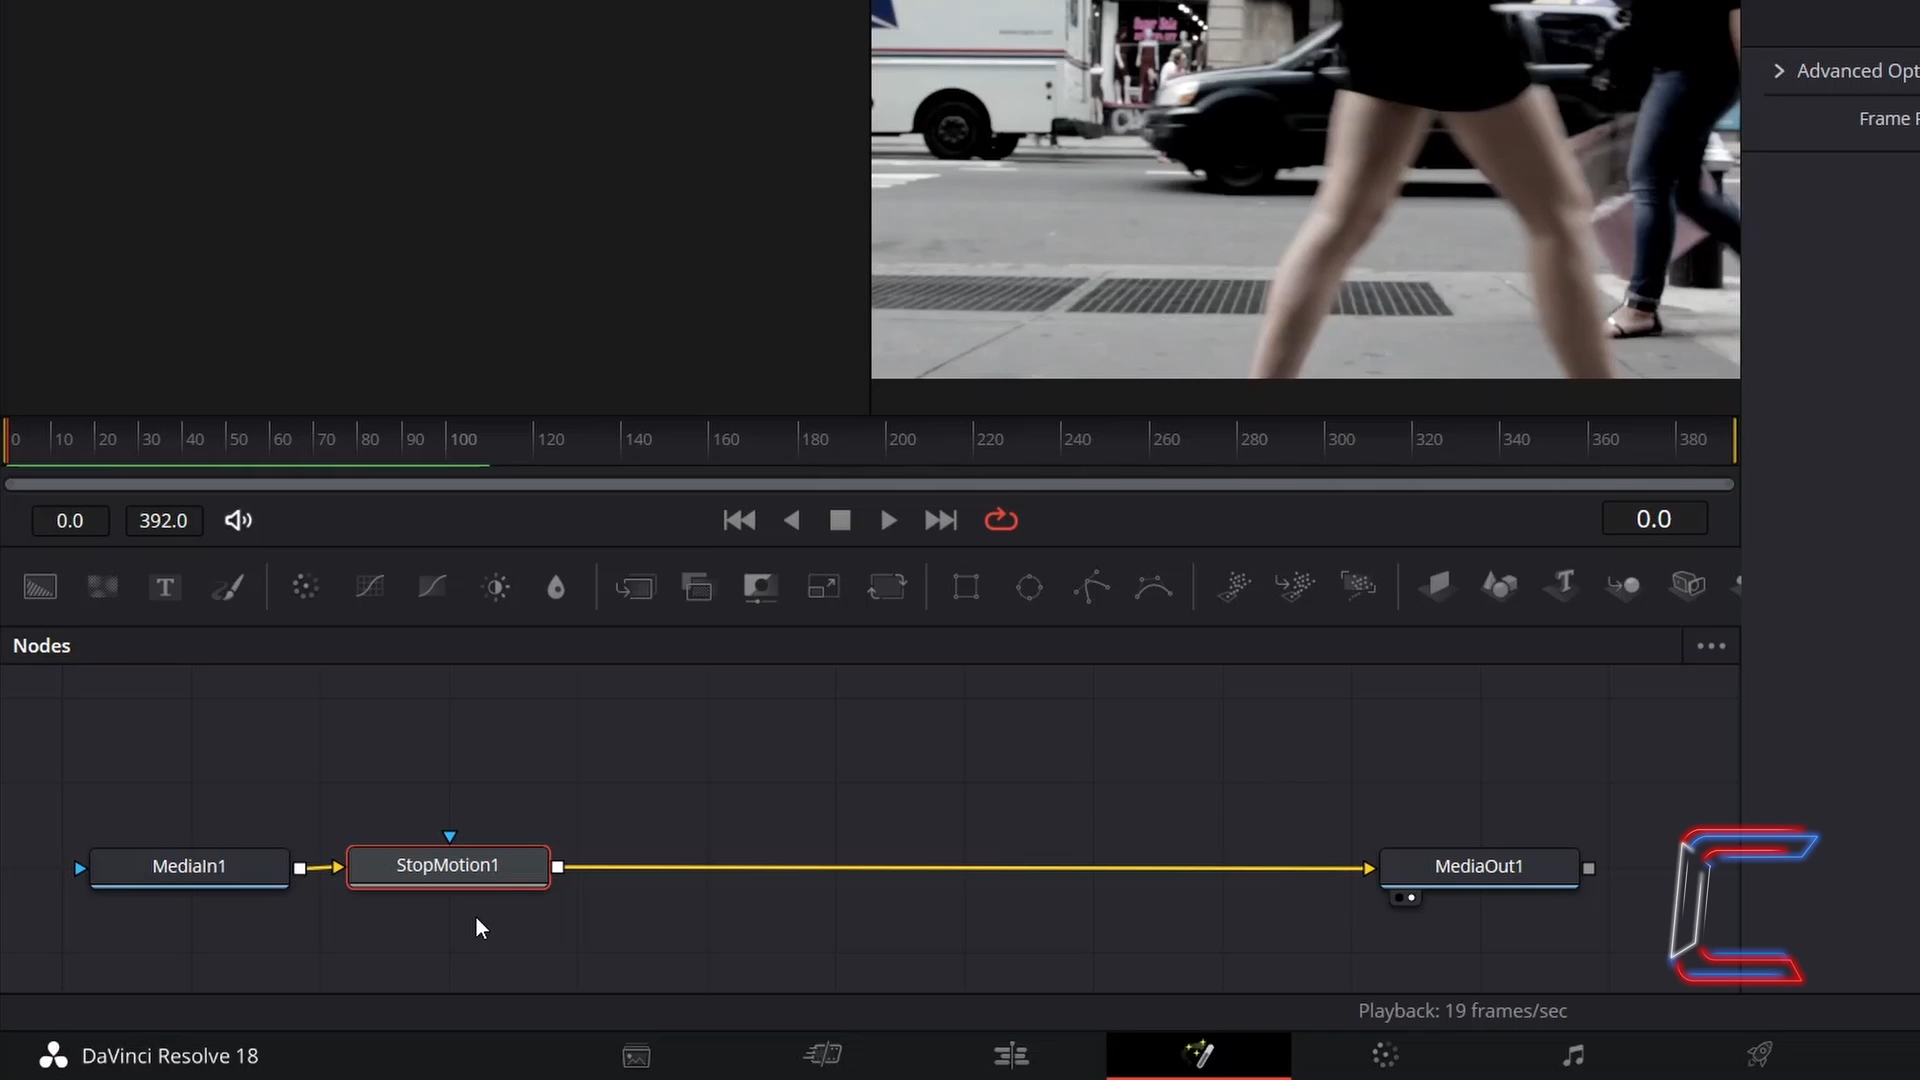 Advanced Opt
Frame
0 10 20 30 40 50 60 70 80 90 100 120 140 160 180 200 220 240 260 280 300 320 340 360 380
0.0 392.0 0.0
T
Nodes
MediaIn1 StopMotion1 MediaOut1
Playback: 19 frames/sec
DaVinci Resolve 18